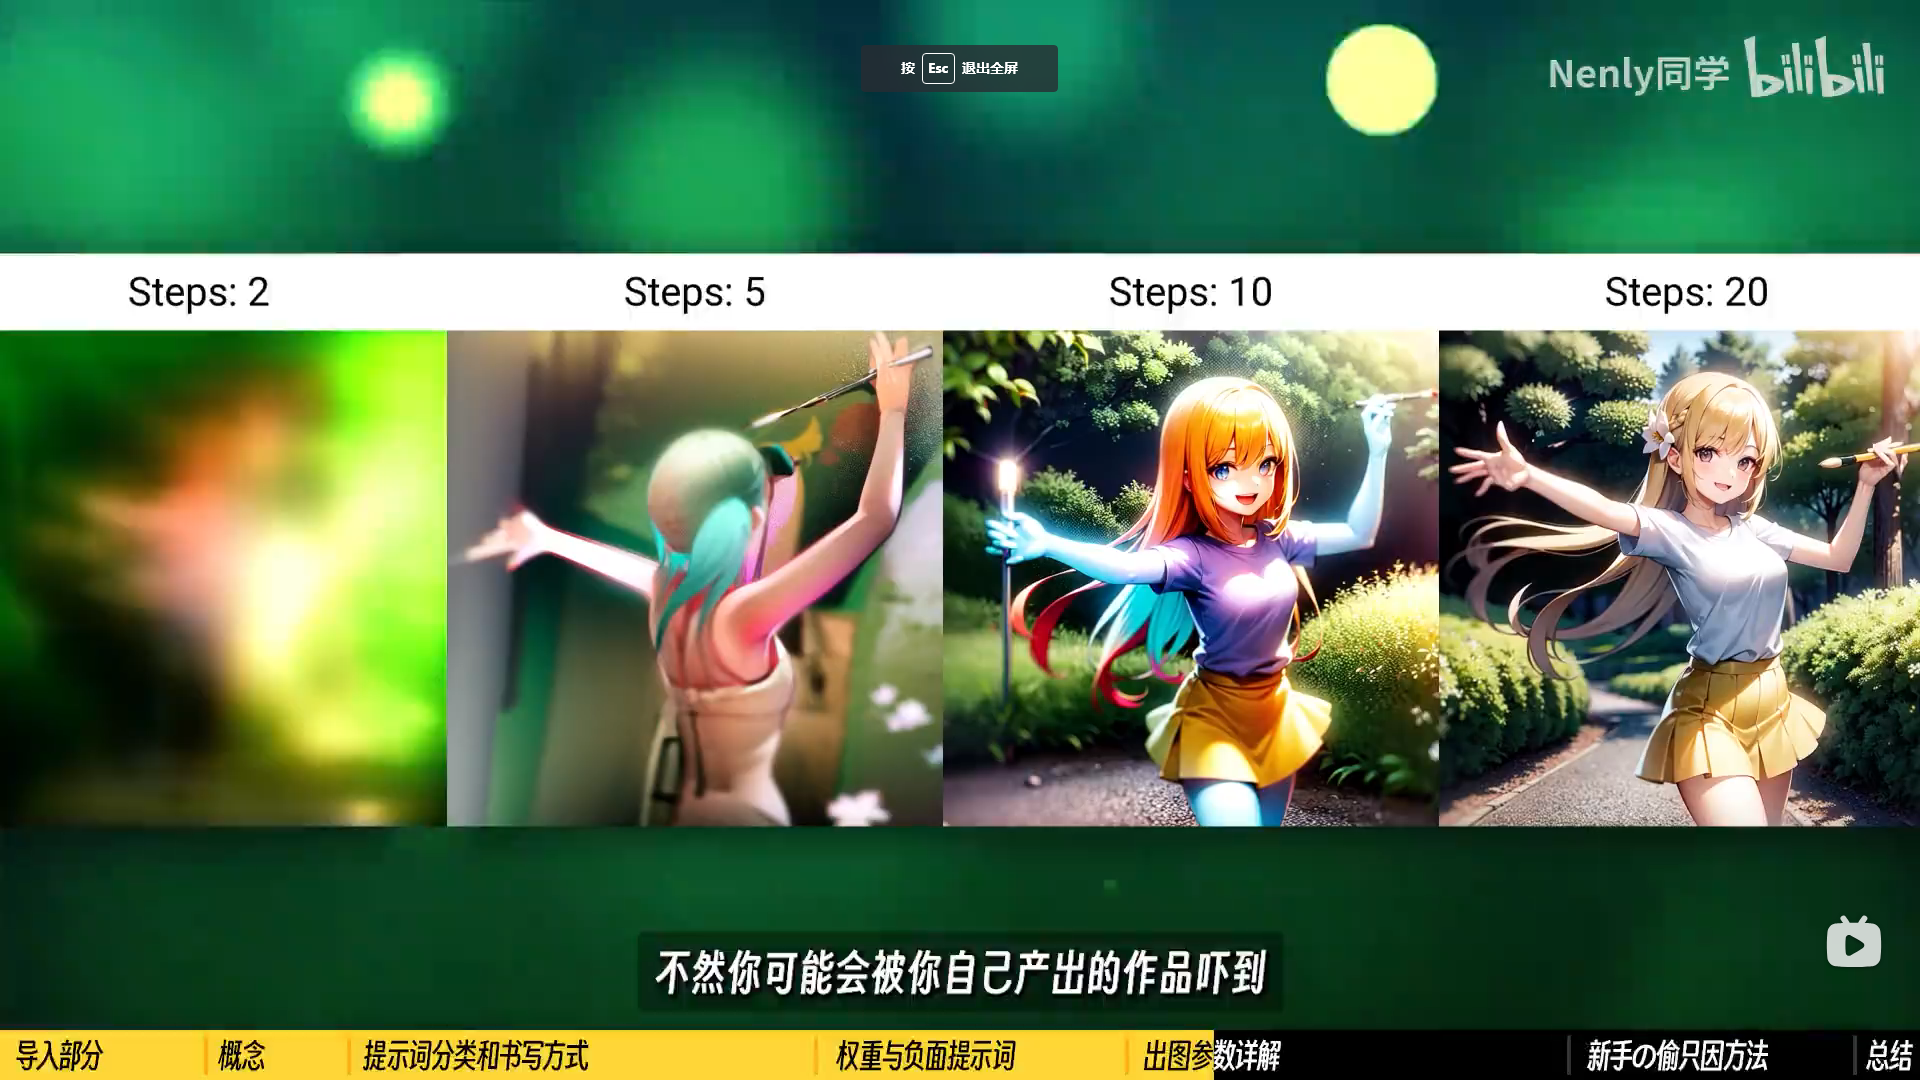 按 Esc 退出全屏
Nenly同学 bilibili
Steps: 2 Steps: 5 Steps: 10 Steps: 20
不然你可能会被你自己产出的作品吓到
导入部分 概念 提示词分类和书写方式 权重与负面提示词 出图参数详解 新手の偷只因方法 总结